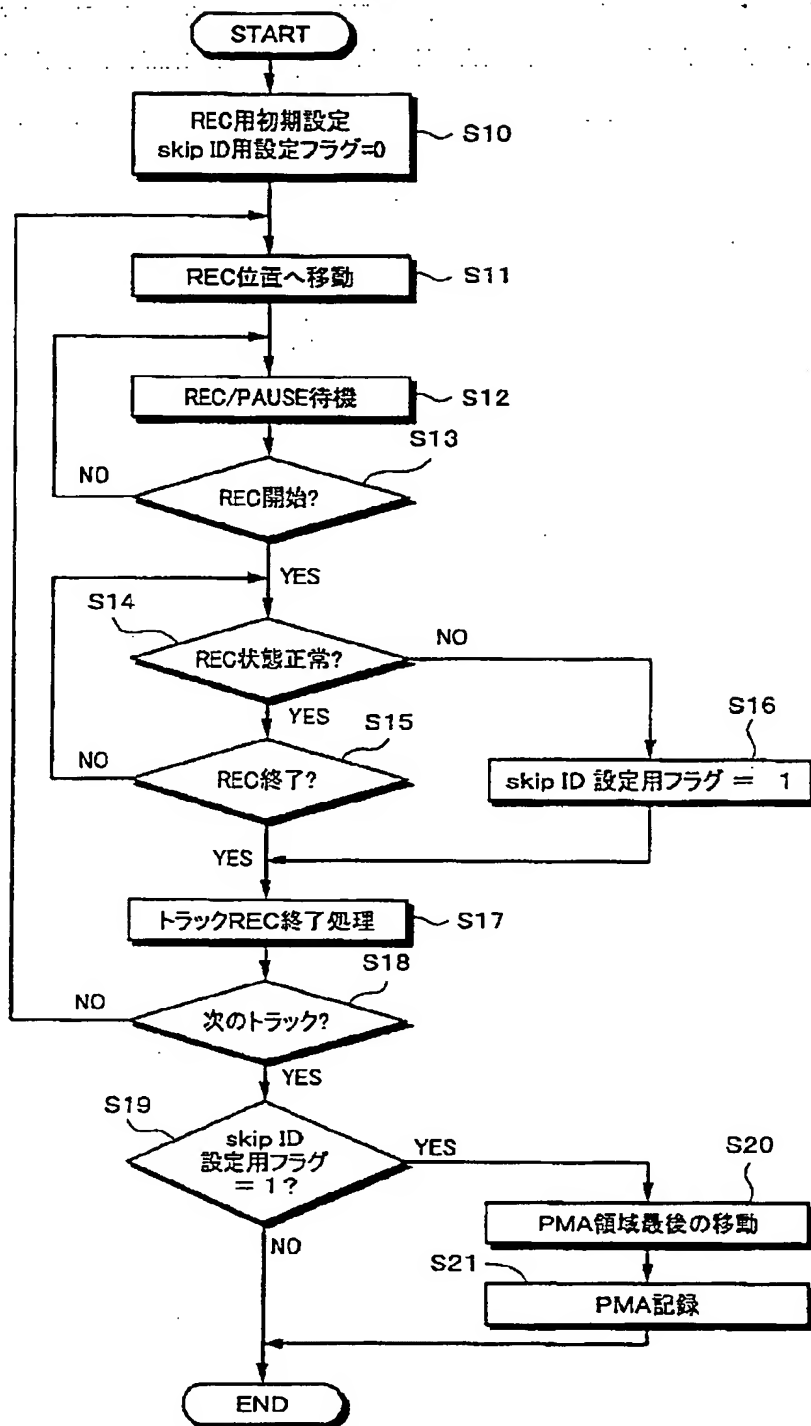 START
REC用初期設定
skip ID用設定フラグ=0
S10
REC位置へ移動
S11
REC/PAUSE待機
S12
S13
NO
REC開始?
YES
S14
NO
REC状態正常?
YES
S15
S16
NO
REC終了?
skip ID 設定用フラグ = 1
YES
トラックREC終了処理
S17
S18
NO
次のトラック?
YES
S19
skip ID
設定用フラグ
= 1?
YES
S20
PMA領域最後の移動
NO
S21
PMA記録
END